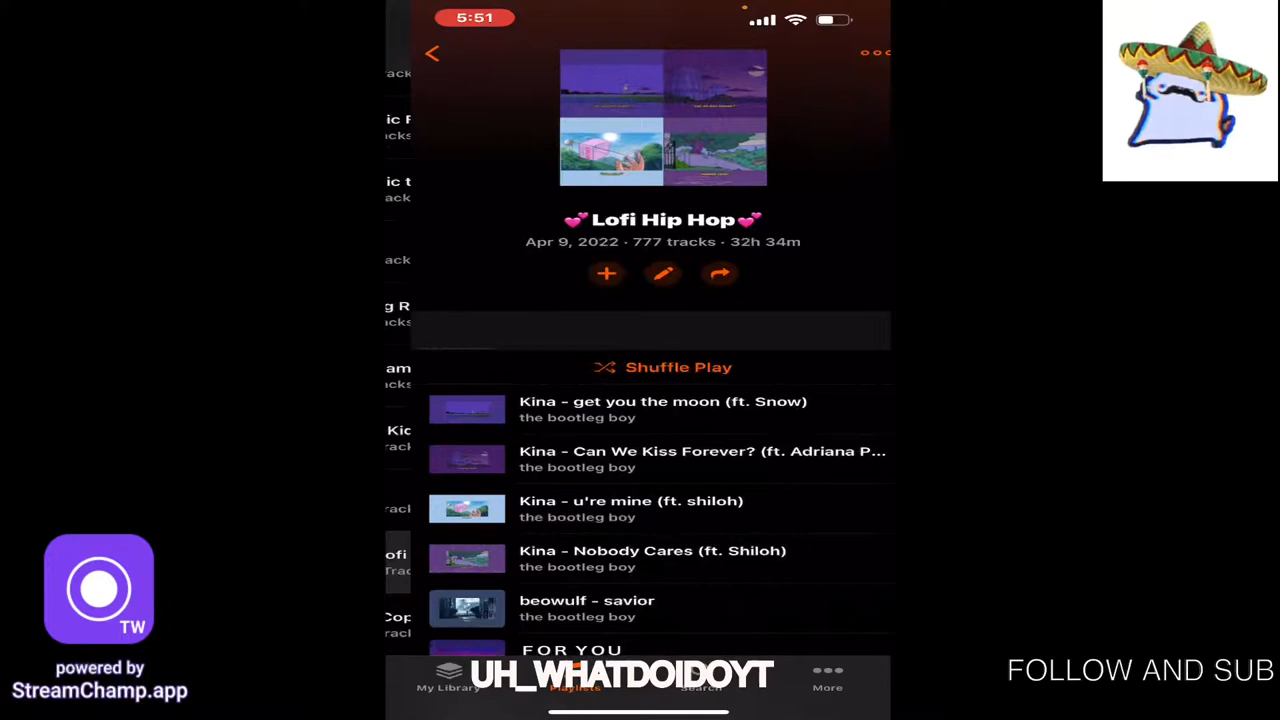 5:51
💕Lofi Hip Hop💕
Apr 9, 2022 · 777 tracks · 32h 34m
Shuffle Play
Kina - get you the moon (ft. Snow)
the bootleg boy
Kina - Can We Kiss Forever? (ft. Adriana P...
the bootleg boy
Kina - u're mine (ft. shiloh)
the bootleg boy
Kina - Nobody Cares (ft. Shiloh)
the bootleg boy
beowulf - savior
the bootleg boy
F O R Y O U
UH_WHATDOIDOYT
My Library
Playlists
Search
More
TW
powered by
StreamChamp.app
FOLLOW AND SUB